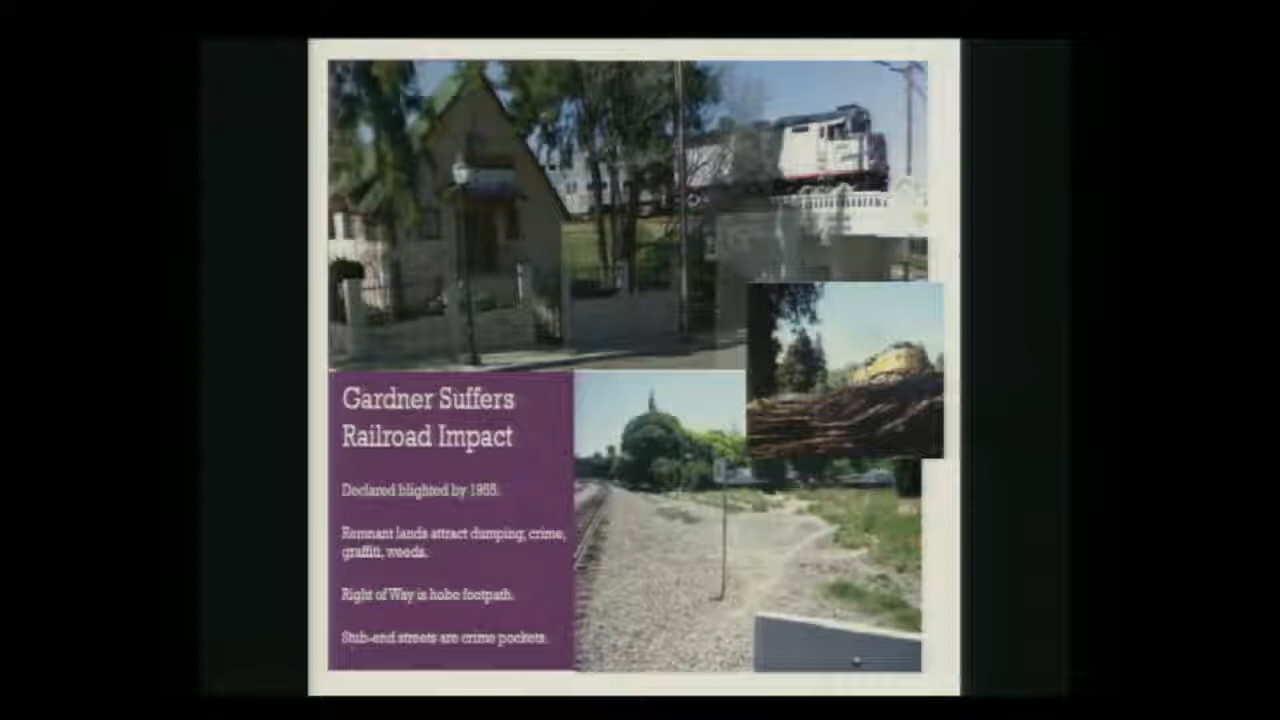 Gardner Suffers
Railroad Impact
Declared blighted by 1955.
Remnant lands attract dumping, crime,
graffiti, weeds.
Right of Way is hobo footpath.
Stub-end streets are crime pockets.